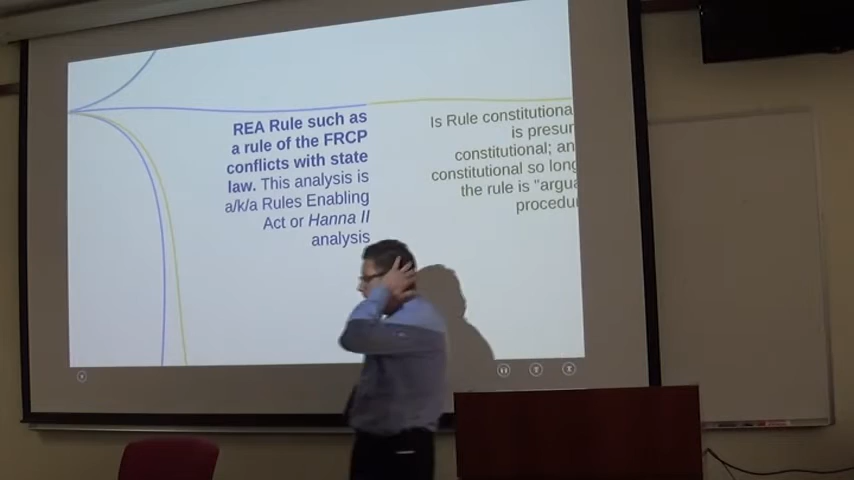 REA Rule such as
a rule of the FRCP
conflicts with state
law. This analysis is
a/k/a Rules Enabling
Act or Hanna II
analysis
Is Rule constitutiona
is presu
constitutional; an
constitutional so long
the rule is "argua
procedu